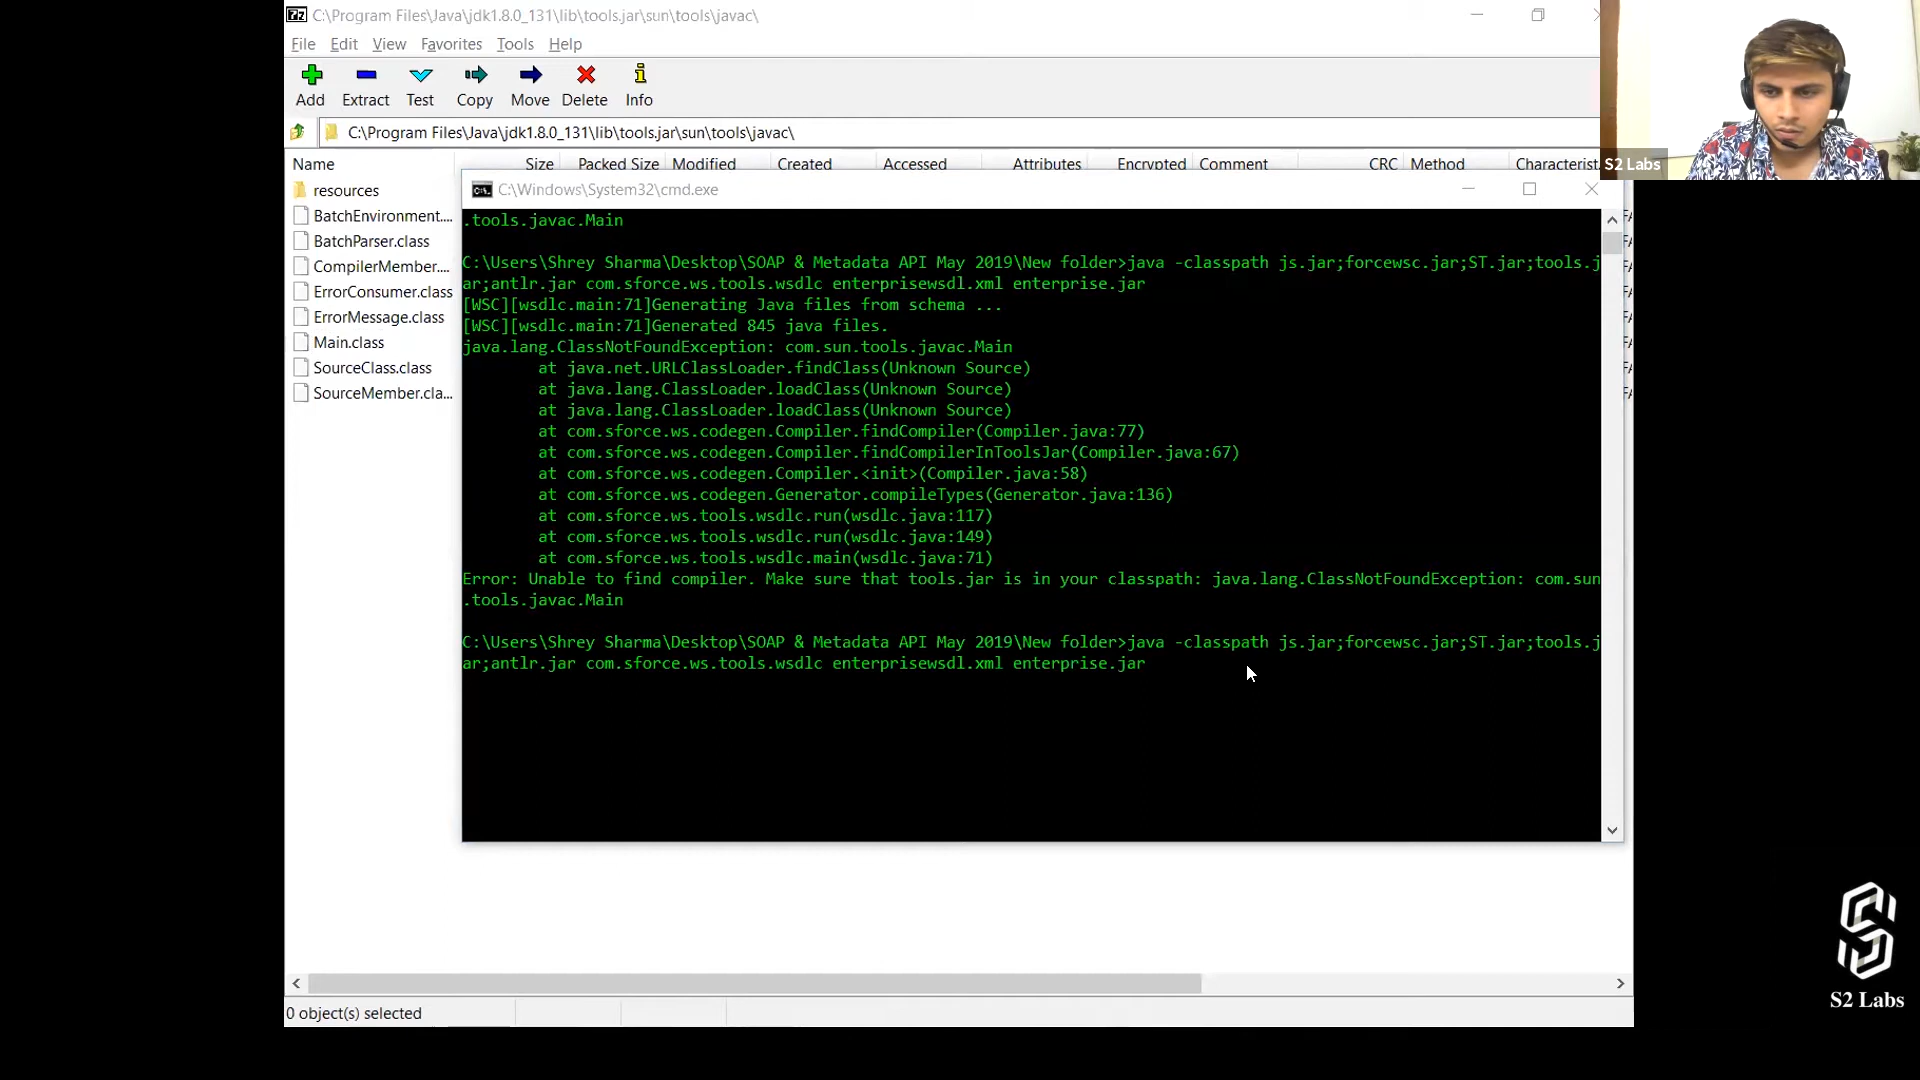 C:\Program Files\Java\jdk1.8.0_131\lib\tools.jar\sun\tools\javac\
File Edit View Favorites Tools Help
Add Extract Test Copy Move Delete Info
C:\Program Files\Java\jdk1.8.0_131\lib\tools.jar\sun\tools\javac\
S2 Labs
Name Size Packed Size Modified Created Accessed Attributes Encrypted Comment CRC Method Characterist
resources
BatchEnvironment....
BatchParser.class
CompilerMember....
ErrorConsumer.class
ErrorMessage.class
Main.class
SourceClass.class
SourceMember.cla...
C:\Windows\System32\cmd.exe
.tools.javac.Main
C:\Users\Shrey Sharma\Desktop\SOAP & Metadata API May 2019\New folder>java -classpath js.jar;forcewsc.jar;ST.jar;tools.j
ar;antlr.jar com.sforce.ws.tools.wsdlc enterprisewsdl.xml enterprise.jar
[WSC][wsdlc.main:71]Generating Java files from schema ...
[WSC][wsdlc.main:71]Generated 845 java files.
java.lang.ClassNotFoundException: com.sun.tools.javac.Main
at java.net.URLClassLoader.findClass(Unknown Source)
at java.lang.ClassLoader.loadClass(Unknown Source)
at java.lang.ClassLoader.loadClass(Unknown Source)
at com.sforce.ws.codegen.Compiler.findCompiler(Compiler.java:77)
at com.sforce.ws.codegen.Compiler.findCompilerInToolsJar(Compiler.java:67)
at com.sforce.ws.codegen.Compiler.<init>(Compiler.java:58)
at com.sforce.ws.codegen.Generator.compileTypes(Generator.java:136)
at com.sforce.ws.tools.wsdlc.run(wsdlc.java:117)
at com.sforce.ws.tools.wsdlc.run(wsdlc.java:149)
at com.sforce.ws.tools.wsdlc.main(wsdlc.java:71)
Error: Unable to find compiler. Make sure that tools.jar is in your classpath: java.lang.ClassNotFoundException: com.sun
.tools.javac.Main
C:\Users\Shrey Sharma\Desktop\SOAP & Metadata API May 2019\New folder>java -classpath js.jar;forcewsc.jar;ST.jar;tools.j
ar;antlr.jar com.sforce.ws.tools.wsdlc enterprisewsdl.xml enterprise.jar
0 object(s) selected
S2 Labs